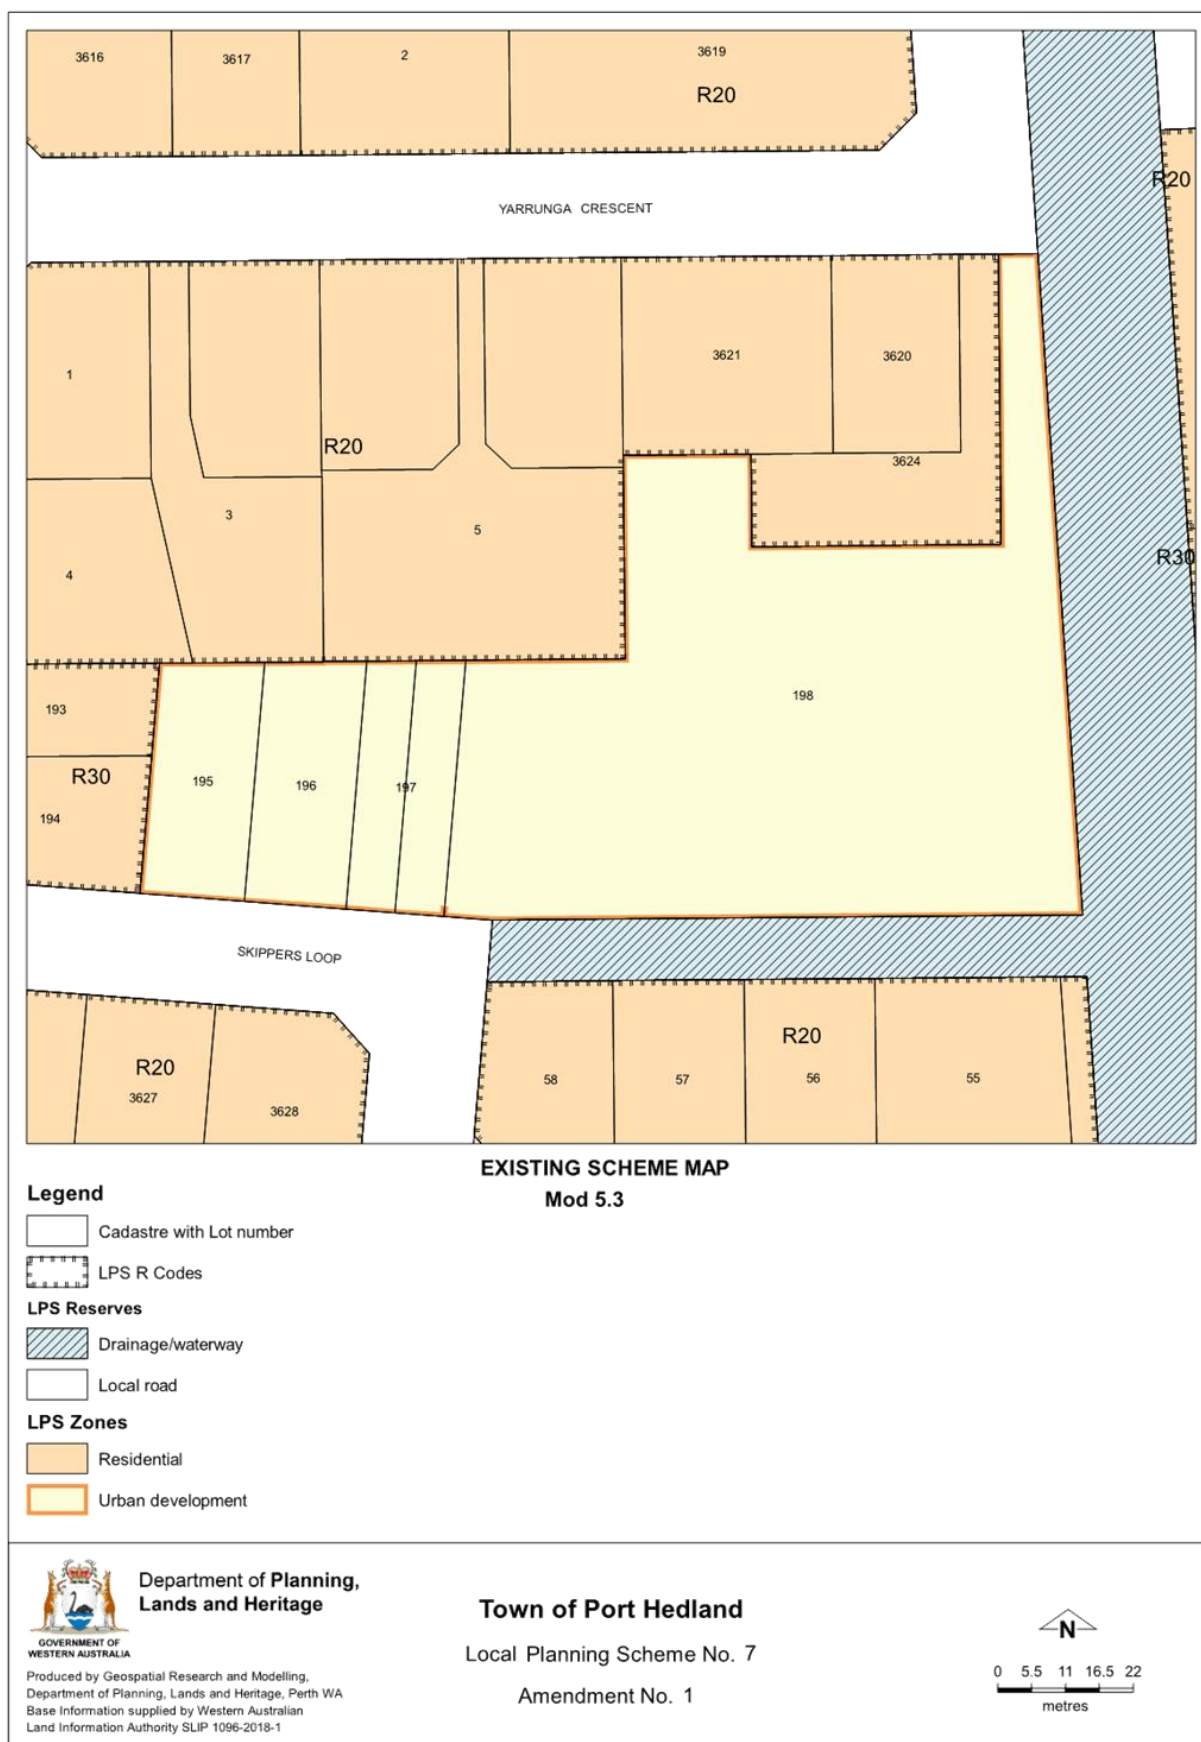 3616
3617
2
3619
R20
R20
YARRUNGA CRESCENT
1
3621
3620
R20
3624
3
5
4
R30
193
198
R30
195
196
197
194
SKIPPERS LOOP
R20
R20
3627
3628
58
57
56
55
EXISTING SCHEME MAP
Mod 5.3
Legend
Cadastre with Lot number
LPS R Codes
LPS Reserves
Drainage/waterway
Local road
LPS Zones
Residential
Urban development
GOVERNMENT OF
WESTERN AUSTRALIA
Department of Planning,
Lands and Heritage
Produced by Geospatial Research and Modelling,
Department of Planning, Lands and Heritage, Perth WA
Base Information supplied by Western Australian
Land Information Authority SLIP 1096-2018-1
Town of Port Hedland
Local Planning Scheme No. 7
Amendment No. 1
N
0 5.5 11 16.5 22
metres